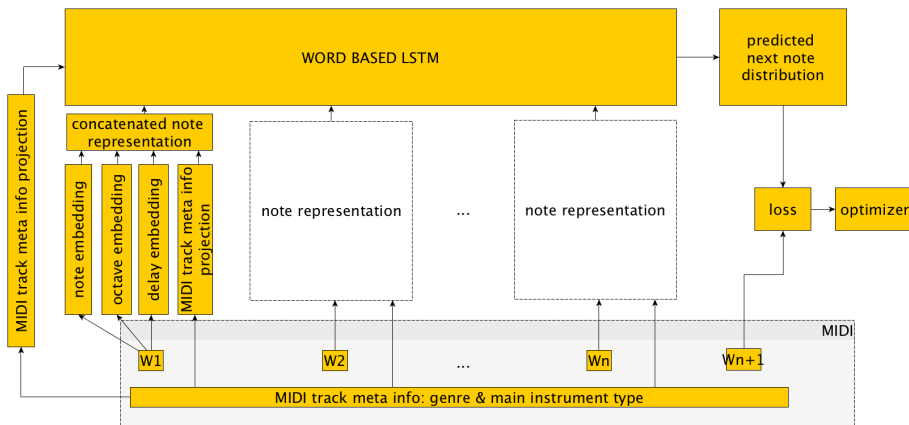 WORD BASED LSTM
predicted
next note
distribution
MIDI track meta info projection
concatenated note
representation
note embedding
octave embedding
delay embedding
MIDI track meta info
projection
note representation
...
note representation
loss
optimizer
MIDI
W1
W2
...
Wn
Wn+1
MIDI track meta info: genre & main instrument type